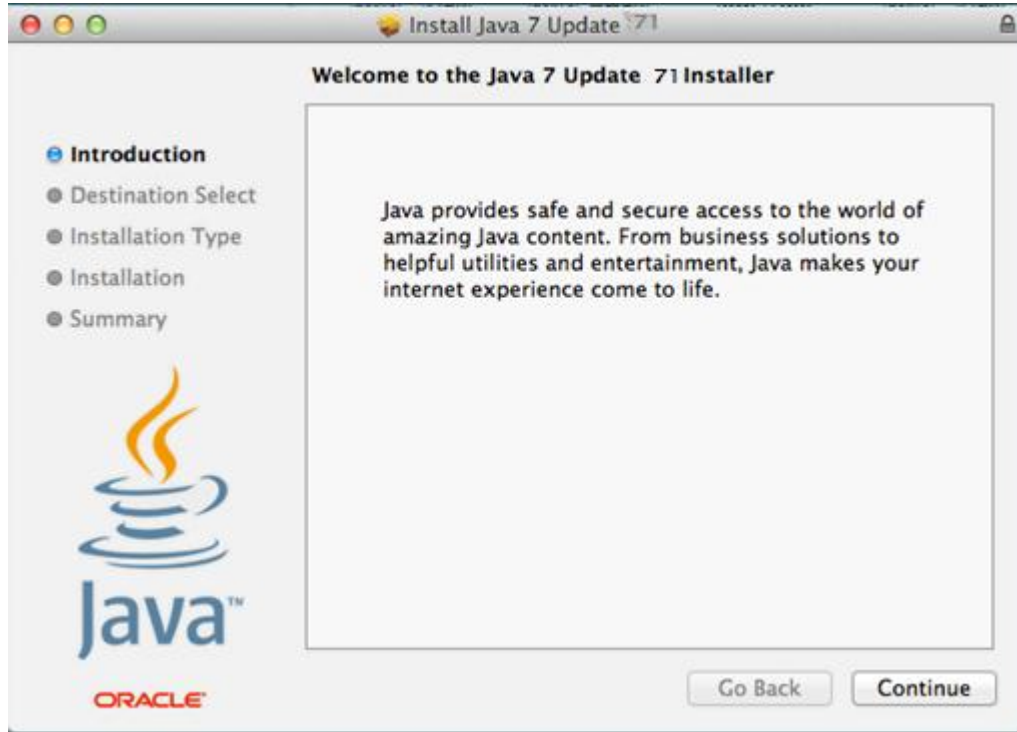 Install Java 7 Update 71
Welcome to the Java 7 Update 71 Installer
Introduction
Destination Select
Installation Type
Installation
Summary
Java provides safe and secure access to the world of
amazing Java content. From business solutions to
helpful utilities and entertainment, Java makes your
internet experience come to life.
Java™
ORACLE
Go Back
Continue